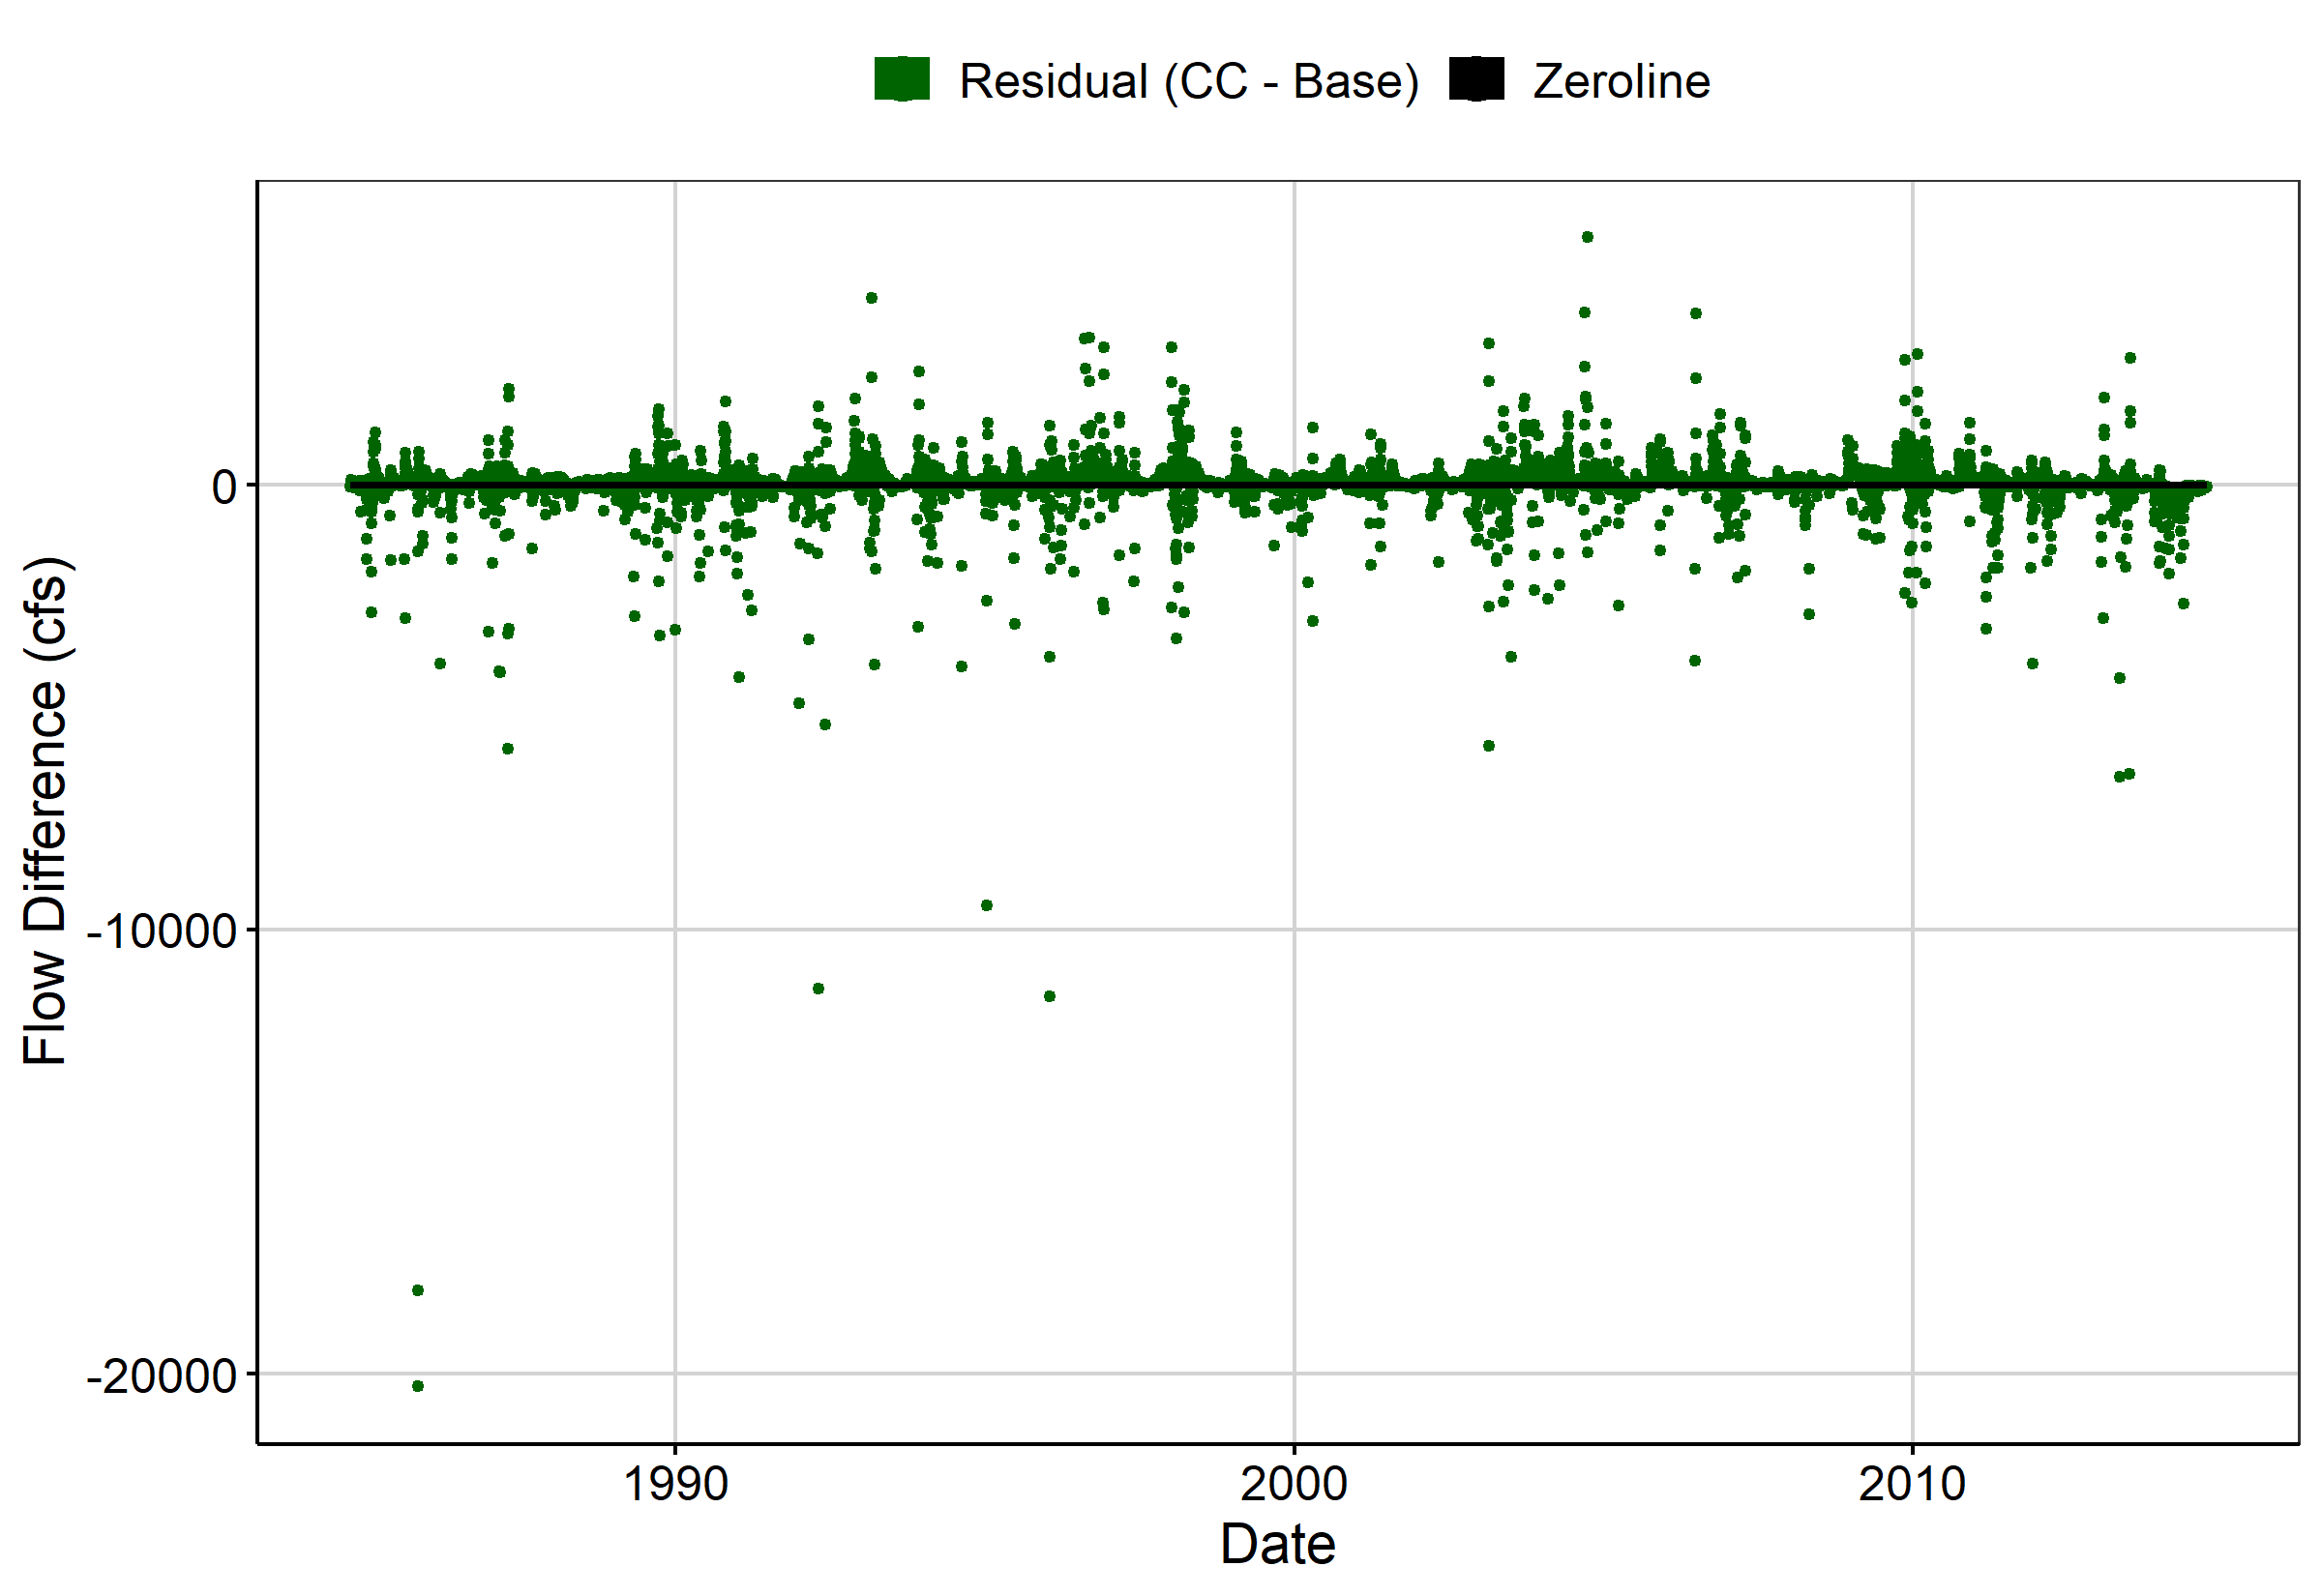 Residual (CC - Base) Zeroline
Flow Difference (cfs)
0
-10000
-20000
1990 2000 2010
Date